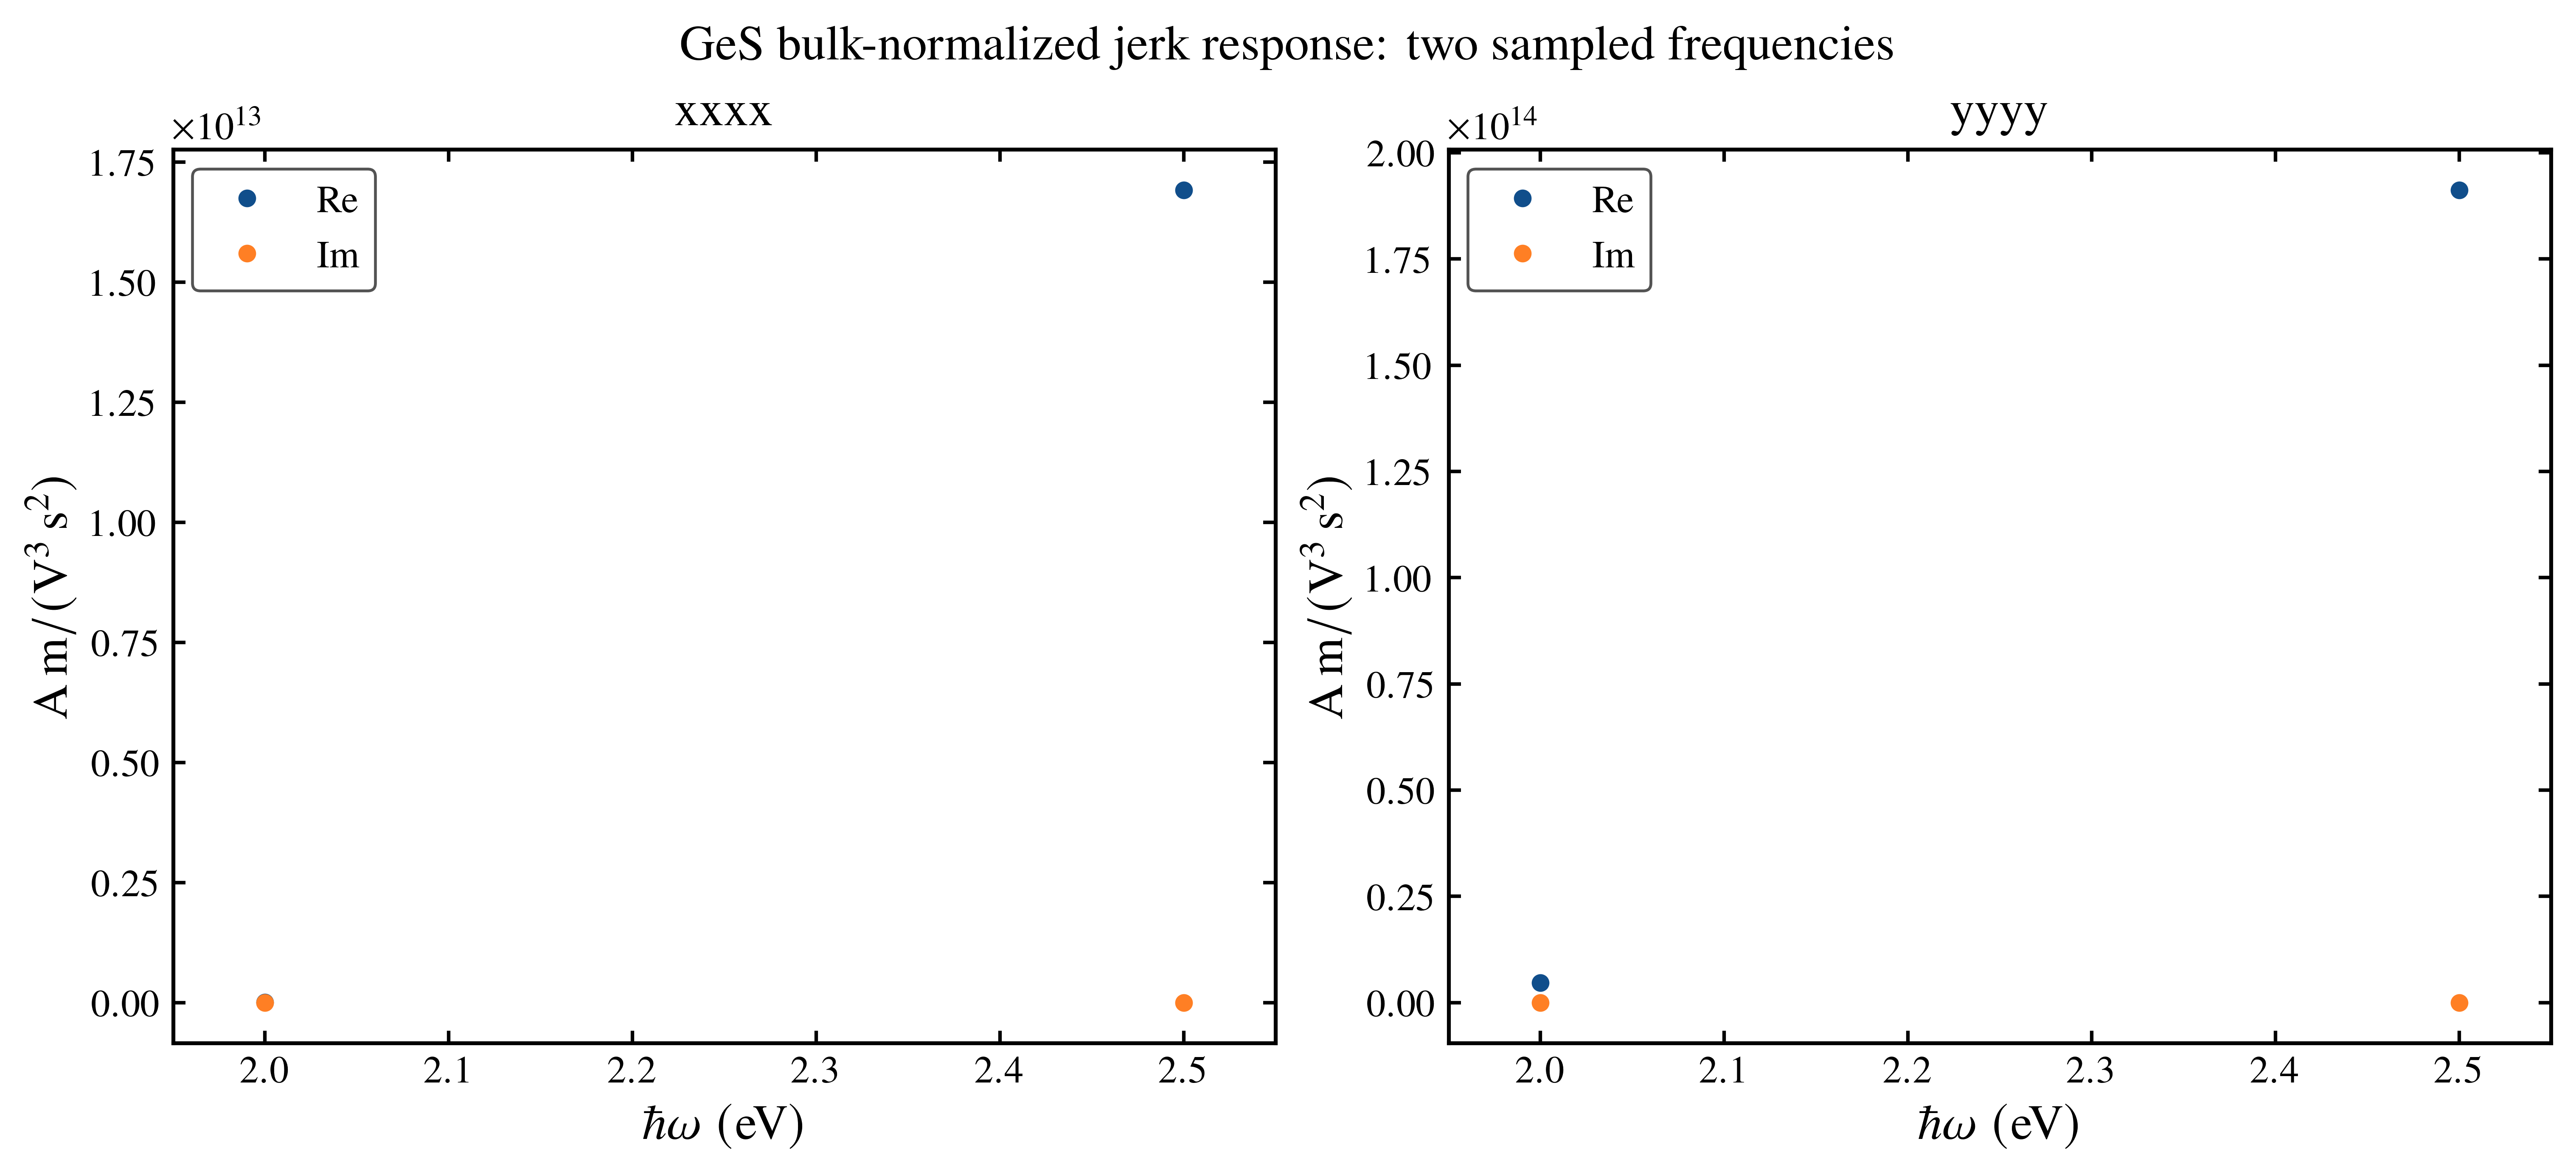 GeS bulk-normalized jerk response: two sampled frequencies
xxxx
×10¹³
1.75
1.50
1.25
1.00
0.75
0.50
0.25
0.00
A m/(V³ s²)
Re
Im
2.0 2.1 2.2 2.3 2.4 2.5
ħω (eV)
yyyy
×10¹⁴
2.00
1.75
1.50
1.25
1.00
0.75
0.50
0.25
0.00
A m/(V³ s²)
Re
Im
2.0 2.1 2.2 2.3 2.4 2.5
ħω (eV)